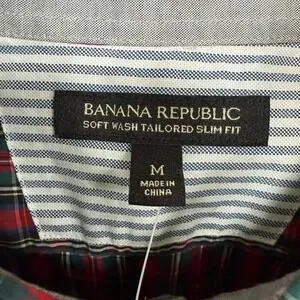 BANANA REPUBLIC
SOFT WASH TAILORED SLIM FIT
M
MADE IN
CHINA